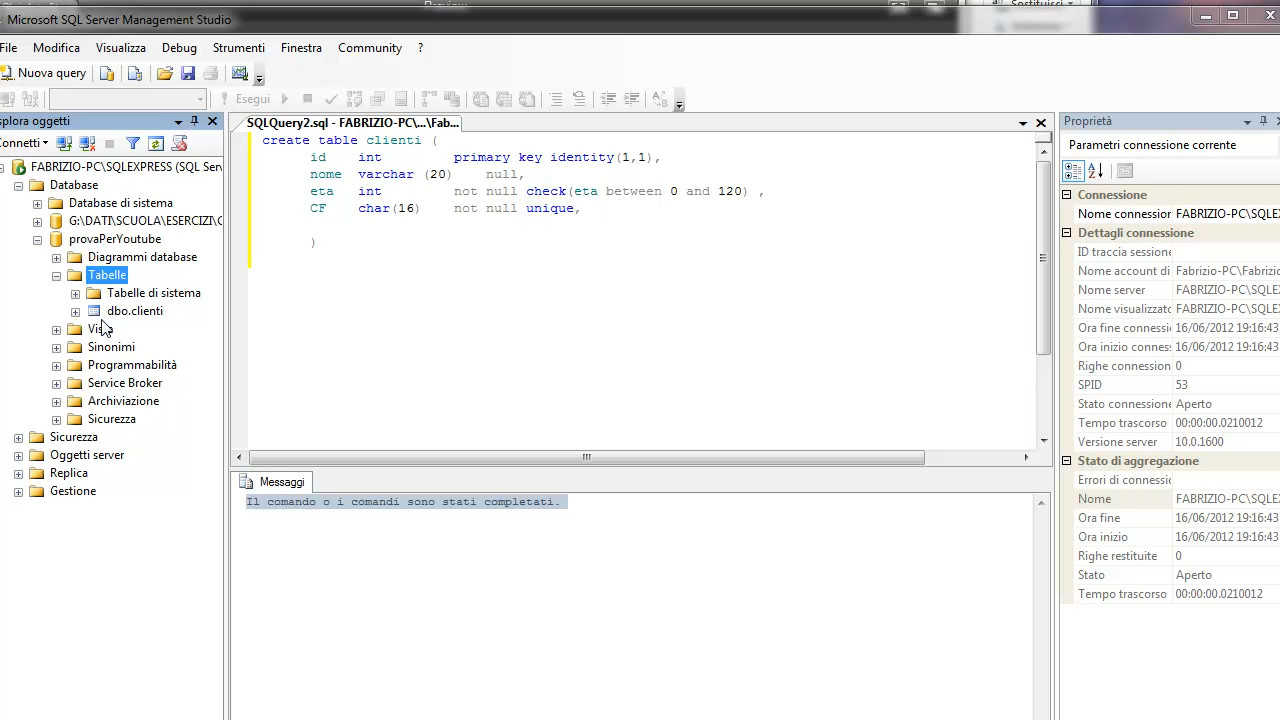 Sostituisci
Microsoft SQL Server Management Studio
File Modifica Visualizza Debug Strumenti Finestra Community ?
Nuova query
Esegui
splora oggetti
onnetti
FABRIZIO-PC\SQLEXPRESS (SQL Ser
Database
Database di sistema
G:\DATI\SCUOLA\ESERCIZI\C
provaPerYoutube
Diagrammi database
Tabelle
Tabelle di sistema
dbo.clienti
Sinonimi
Programmabilità
Service Broker
Archiviazione
Sicurezza
Sicurezza
Oggetti server
Replica
Gestione
SQLQuery2.sql - FABRIZIO-PC\...\Fab...
create table clienti (
id int primary key identity(1,1),
nome varchar (20) null,
eta int not null check(eta between 0 and 120) ,
CF char(16) not null unique,
)
Messaggi
Il comando o i comandi sono stati completati.
Proprietà
Parametri connessione corrente
Connessione
Nome connession FABRIZIO-PC\SQLE
Dettagli connessione
ID traccia sessione
Nome account di Fabrizio-PC\Fabrizi
Nome server FABRIZIO-PC\SQLE
Nome visualizzato FABRIZIO-PC\SQLE
Ora fine connessi 16/06/2012 19:16:43
Ora inizio connes 16/06/2012 19:16:43
Righe connession 0
SPID 53
Stato connessione Aperto
Tempo trascorso 00:00:00.0210012
Versione server 10.0.1600
Stato di aggregazione
Errori di connessi
Nome FABRIZIO-PC\SQLE
Ora fine 16/06/2012 19:16:43
Ora inizio 16/06/2012 19:16:43
Righe restituite 0
Stato Aperto
Tempo trascorso 00:00:00.0210012